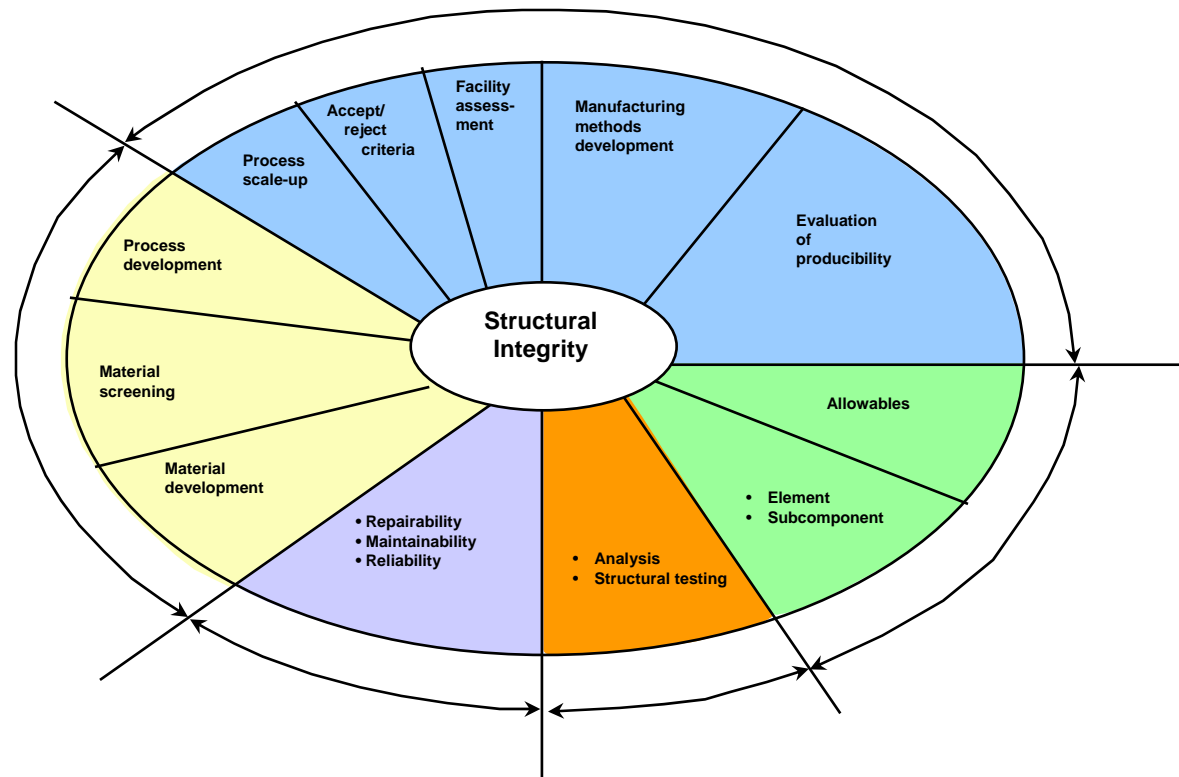 Facility
assess-
ment
Accept/
reject
criteria
Process
scale-up
Manufacturing
methods
development
Evaluation
of
producibility
Process
development
Structural
Integrity
Material
screening
Allowables
Material
development
• Element
• Subcomponent
• Repairability
• Maintainability
• Reliability
• Analysis
• Structural testing